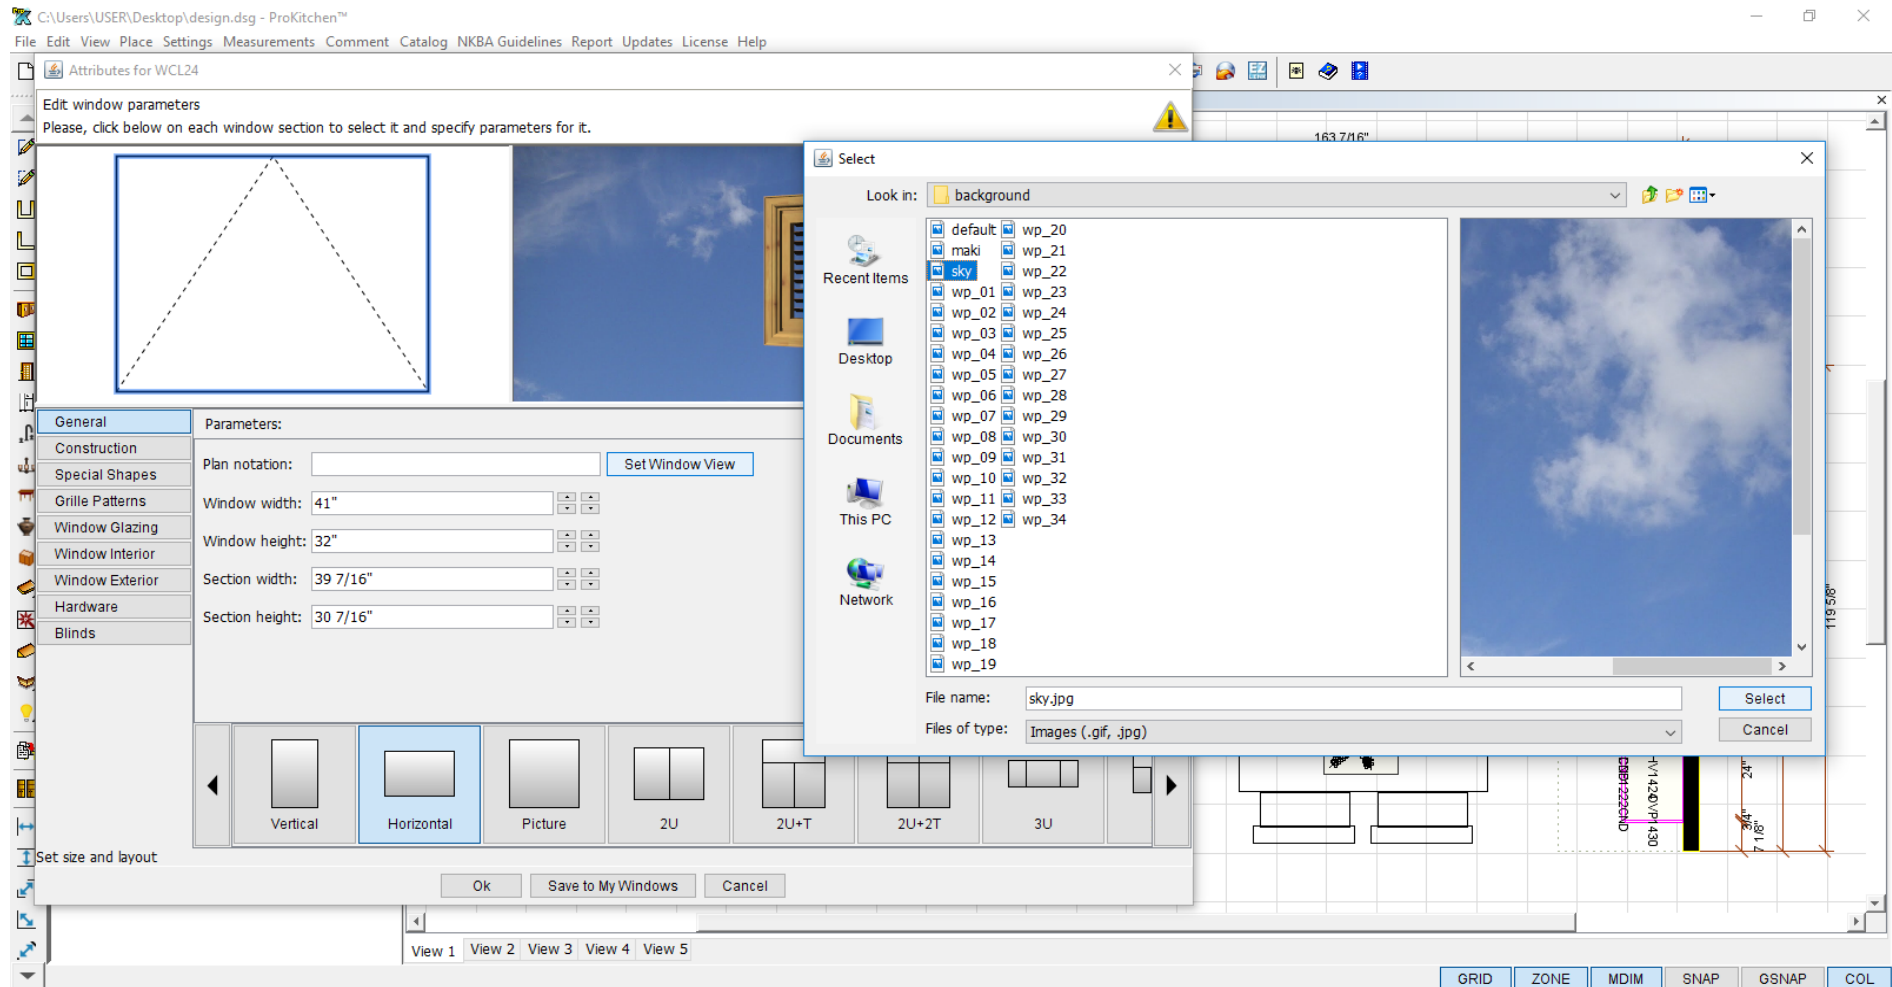 C:\Users\USER\Desktop\design.dsg - ProKitchen™
File Edit View Place Settings Measurements Comment Catalog NKBA Guidelines Report Updates License Help
Attributes for WCL24
Edit window parameters
Please, click below on each window section to select it and specify parameters for it.
163 7/16"
Select
Look in: background
Recent Items
Desktop
Documents
This PC
Network
default
maki
sky
wp_01
wp_02
wp_03
wp_04
wp_05
wp_06
wp_07
wp_08
wp_09
wp_10
wp_11
wp_12
wp_13
wp_14
wp_15
wp_16
wp_17
wp_18
wp_19
wp_20
wp_21
wp_22
wp_23
wp_24
wp_25
wp_26
wp_27
wp_28
wp_29
wp_30
wp_31
wp_32
wp_33
wp_34
File name: sky.jpg
Select
Files of type: Images (.gif, .jpg)
Cancel
General
Construction
Special Shapes
Grille Patterns
Window Glazing
Window Interior
Window Exterior
Hardware
Blinds
Parameters:
Plan notation:
Set Window View
Window width: 41"
Window height: 32"
Section width: 39 7/16"
Section height: 30 7/16"
Vertical
Horizontal
Picture
2U
2U+T
2U+2T
3U
Set size and layout
Ok
Save to My Windows
Cancel
119 5/8"
24"
3/4"
7 1/8"
View 1 View 2 View 3 View 4 View 5
GRID ZONE MDIM SNAP GSNAP COL